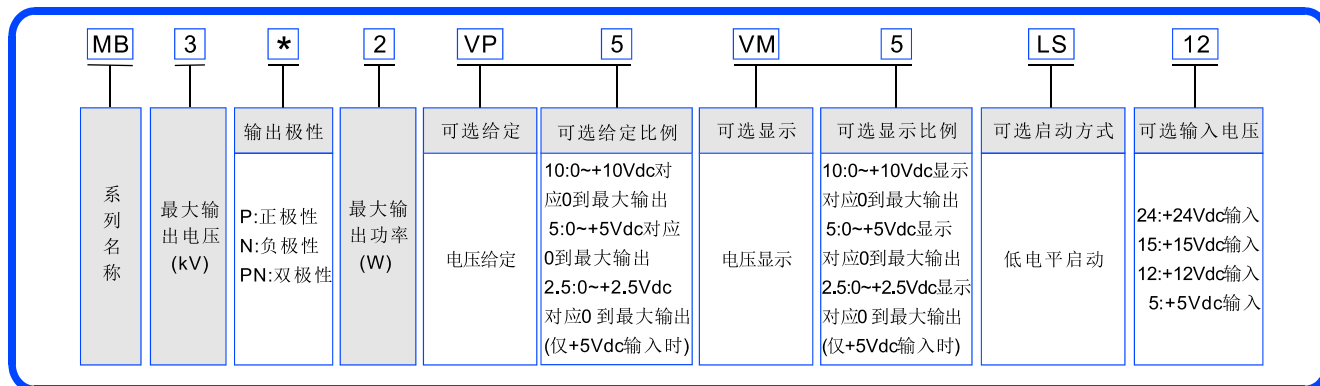 MB 3 * 2 VP 5 VM 5 LS 12
系
列
名
称
最大输
出电压
(kV)
输出极性
P:正极性
N:负极性
PN:双极性
最大输
出功率
(W)
可选给定
电压给定
可选给定比例
10:0~+10Vdc对
应0到最大输出
5:0~+5Vdc对应
0到最大输出
2.5:0~+2.5Vdc
对应0 到最大输出
(仅+5Vdc输入时)
可选显示
电压显示
可选显示比例
10:0~+10Vdc显示
对应0到最大输出
5:0~+5Vdc显示
对应0到最大输出
2.5:0~+2.5Vdc显示
对应0 到最大输出
(仅+5Vdc输入时)
可选启动方式
低电平启动
可选输入电压
24:+24Vdc输入
15:+15Vdc输入
12:+12Vdc输入
5:+5Vdc输入